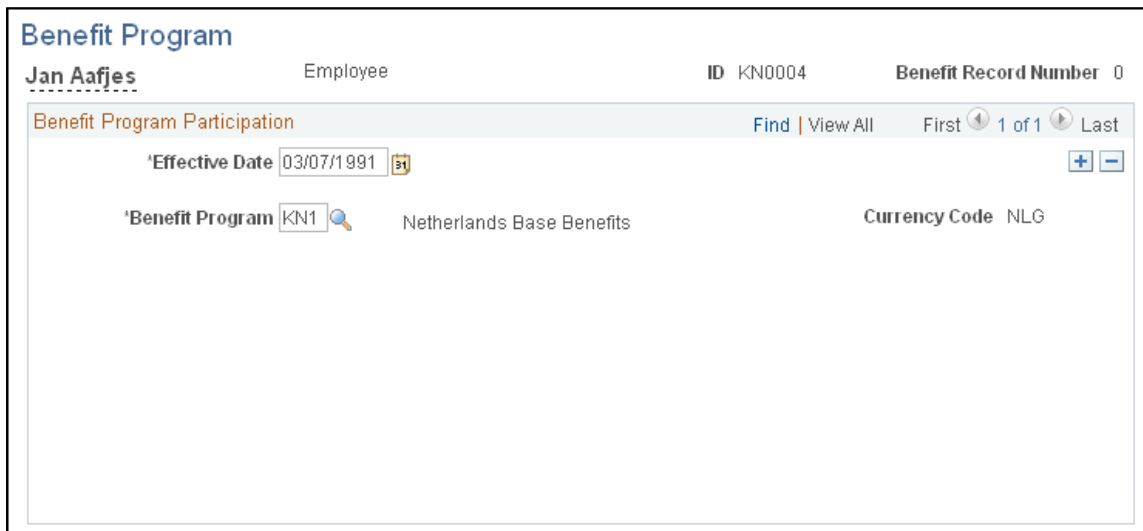 Benefit Program
Jan Aafjes Employee ID KN0004 Benefit Record Number 0
Benefit Program Participation Find | View All First 1 of 1 Last
*Effective Date 03/07/1991 31
*Benefit Program KN1 Netherlands Base Benefits Currency Code NLG